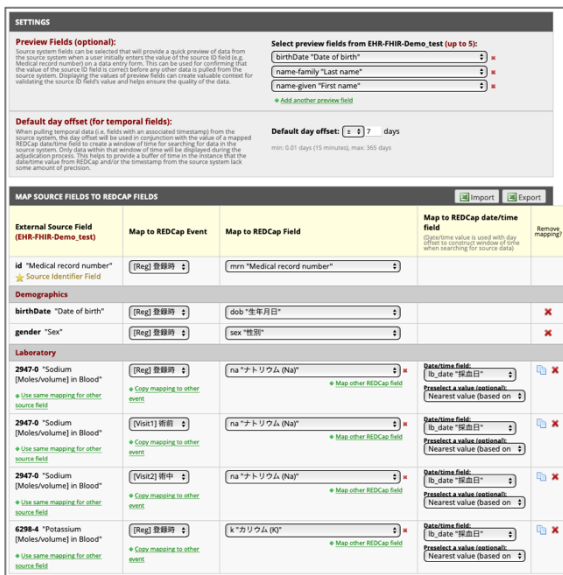 SETTINGS
Preview Fields (optional):
Source system fields can be selected that will provide a quick preview of data from
the source system when a user initially enters the value of the source ID field (e.g.
Medical record number) on a data entry form. This can be used for confirming that
the value of the source ID field is correct before any other data is pulled from the
source system. Displaying the values of preview fields can create valuable context for
validating the source ID field's value and helps ensure the quality of the data.
Select preview fields from EHR-FHIR-Demo_test (up to 5):
birthDate "Date of birth"
name-family "Last name"
name-given "First name"
Add another preview field
Default day offset (for temporal fields):
When pulling temporal data (i.e. fields with an associated timestamp) from the
source system, the day offset will be used in conjunction with the value of a mapped
REDCap date/time field to create a window of time for searching for data in the
source system. Only data within that window of time will be displayed during the
adjudication process. This helps to provide a buffer of time in the instance that the
date/time value from REDCap and/or the timestamp from the source system lack
some amount of precision.
Default day offset: ± 7 days
min: 0.01 days (15 minutes), max: 365 days
MAP SOURCE FIELDS TO REDCAP FIELDS
Import
Export
External Source Field
(EHR-FHIR-Demo_test)
Map to REDCap Event
Map to REDCap Field
Map to REDCap date/time
field
(Date/time value is used with day
offset to construct window of time
when searching for source data)
Remove
mapping?
id "Medical record number"
Source Identifier Field
[Reg] 登録時
mrn "Medical record number"
Demographics
birthDate "Date of birth"
[Reg] 登録時
dob "生年月日"
gender "Sex"
[Reg] 登録時
sex "性別"
Laboratory
2947-0 "Sodium
[Moles/volume] in Blood"
Use same mapping for other
source field
[Reg] 登録時
Copy mapping to other
event
na "ナトリウム (Na)"
Map other REDCap field
Date/time field:
lb_date "採血日"
Preselect a value (optional):
Nearest value (based on
2947-0 "Sodium
[Moles/volume] in Blood"
Use same mapping for other
source field
[Visit1] 術前
Copy mapping to other
event
na "ナトリウム (Na)"
Map other REDCap field
Date/time field:
lb_date "採血日"
Preselect a value (optional):
Nearest value (based on
2947-0 "Sodium
[Moles/volume] in Blood"
Use same mapping for other
source field
[Visit2] 術中
Copy mapping to other
event
na "ナトリウム (Na)"
Map other REDCap field
Date/time field:
lb_date "採血日"
Preselect a value (optional):
Nearest value (based on
6298-4 "Potassium
[Moles/volume] in Blood"
Use same mapping for other
source field
[Reg] 登録時
Copy mapping to other
event
k "カリウム (K)"
Map other REDCap field
Date/time field:
lb_date "採血日"
Preselect a value (optional):
Nearest value (based on